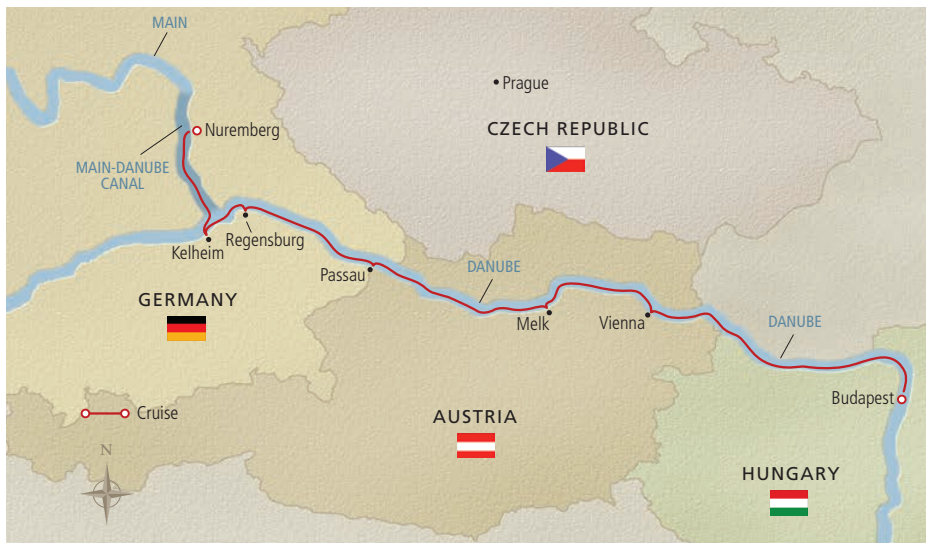 MAIN
Prague
CZECH REPUBLIC
Nuremberg
MAIN-DANUBE
CANAL
Regensburg
Kelheim
Passau
DANUBE
GERMANY
Melk
Vienna
DANUBE
Budapest
Cruise
AUSTRIA
N
HUNGARY